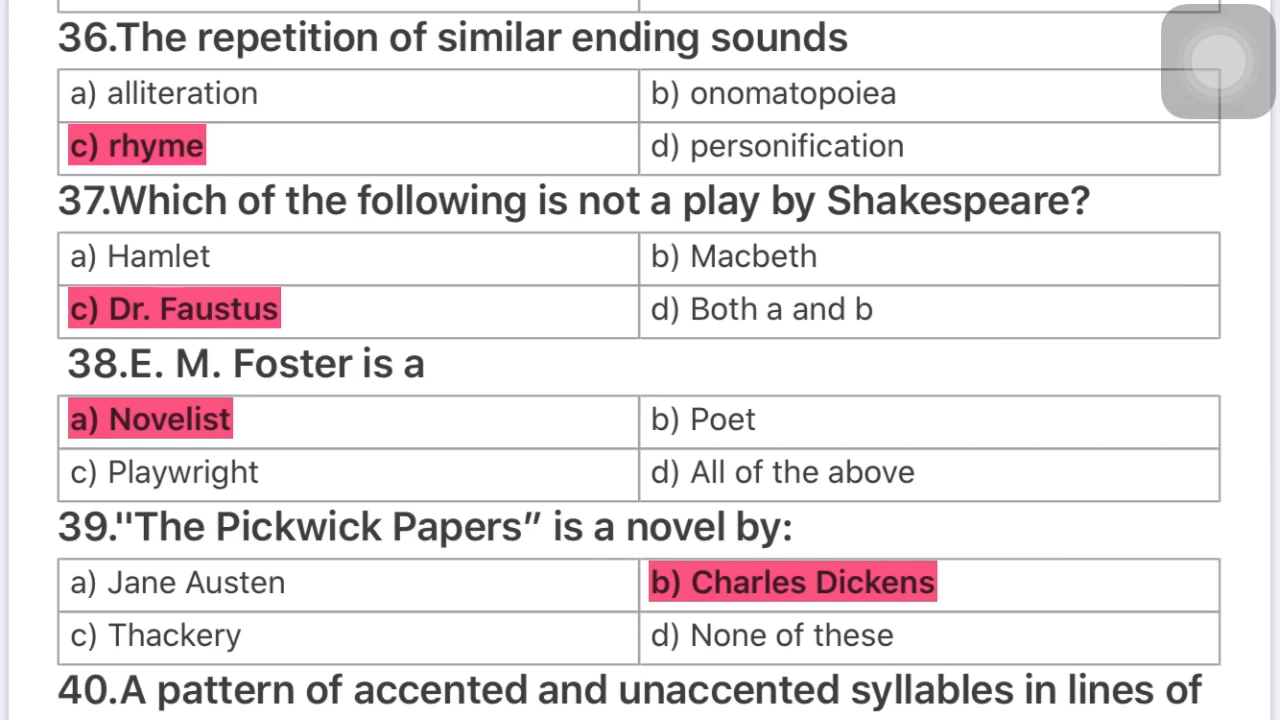 36.The repetition of similar ending sounds
a) alliteration b) onomatopoeia
c) rhyme d) personification
37.Which of the following is not a play by Shakespeare?
a) Hamlet b) Macbeth
c) Dr. Faustus d) Both a and b
38.E. M. Foster is a
a) Novelist b) Poet
c) Playwright d) All of the above
39."The Pickwick Papers” is a novel by:
a) Jane Austen b) Charles Dickens
c) Thackery d) None of these
40.A pattern of accented and unaccented syllables in lines of